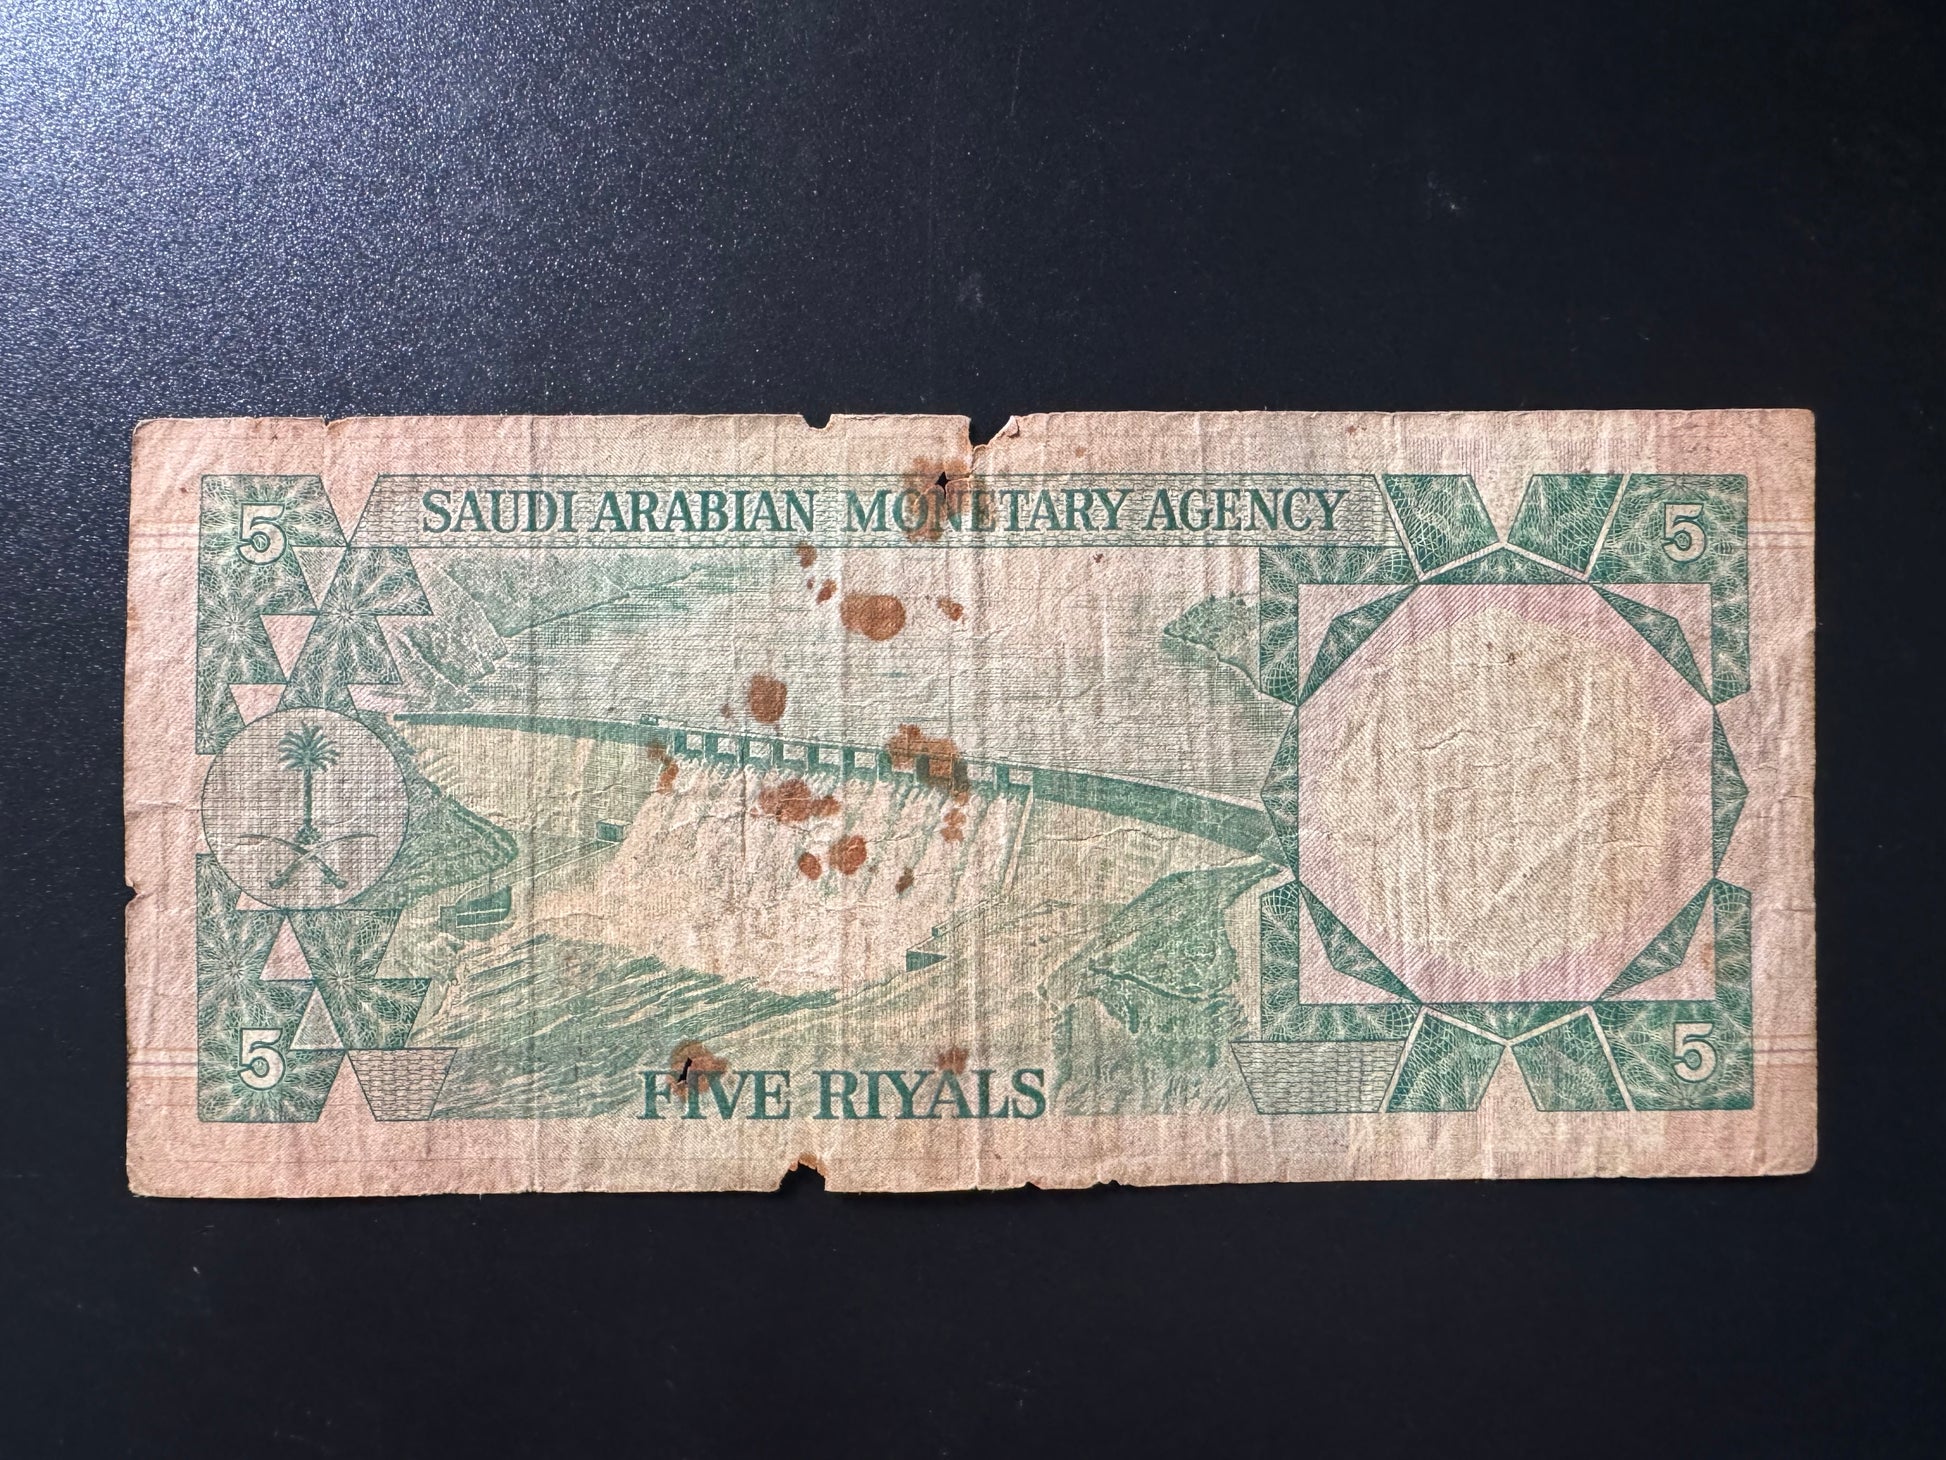 SAUDI ARABIAN MONETARY AGENCY
5 5
5 5
FIVE RIYALS